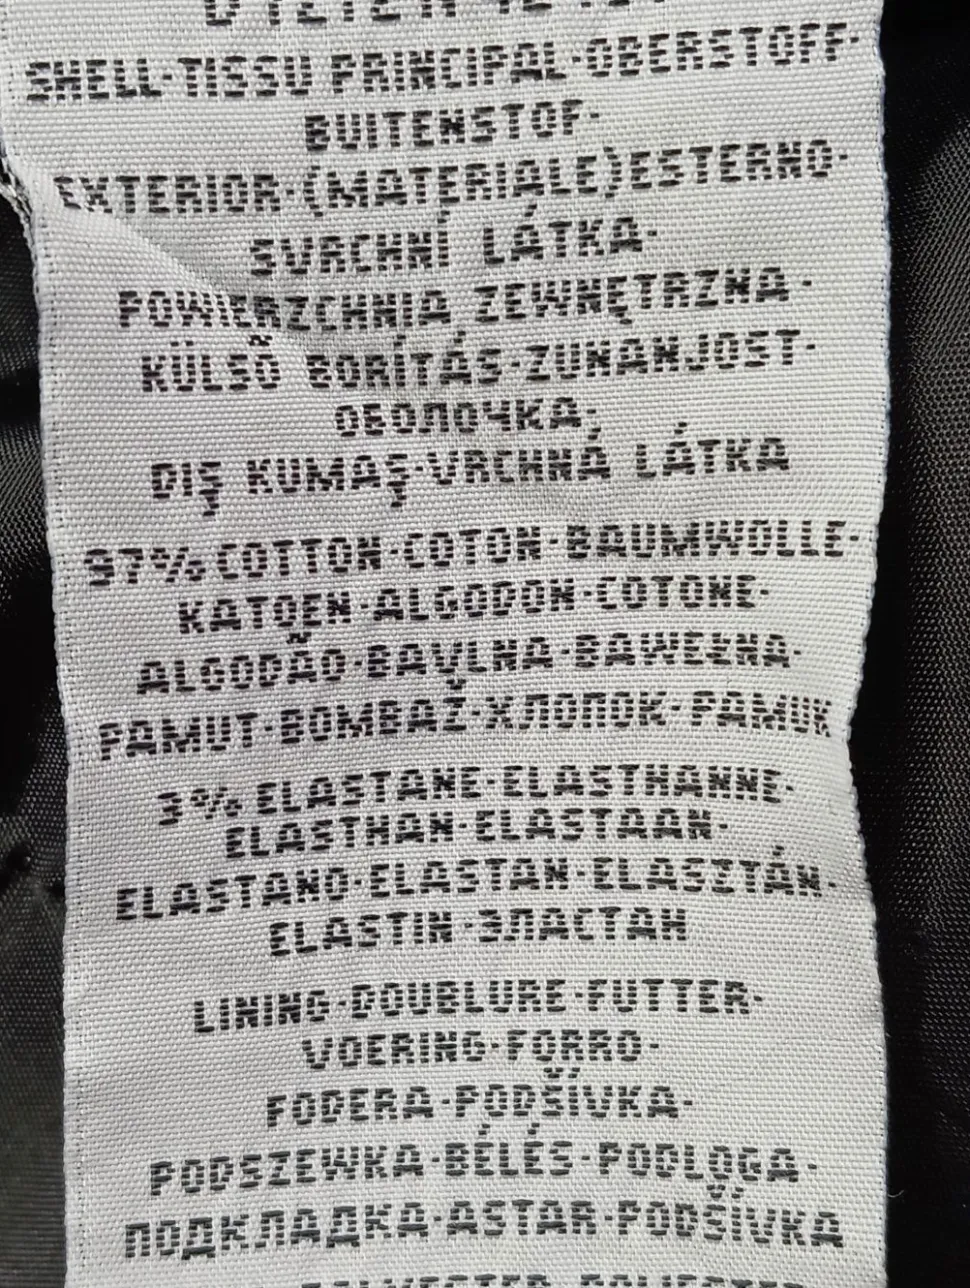 SHELL·TISSU PRINCIPAL·OBERSTOFF·
BUITENSTOF·
EXTERIOR·(MATERIALE)ESTERNO·
SVRCHNÍ LÁTKA·
POWIERZCHNIA ZEWNĘTRZNA·
KÜLSŐ BORÍTÁS·ZUNANJOST·
ОБОЛОЧКА·
DIŞ KUMAŞ·VRCHNÁ LÁTKA
97% COTTON·COTON·BAUMWOLLE·
KATOEN·ALGODON·COTONE·
ALGODÃO·BAVLNA·BAWEŁNA·
PAMUT·BOMBAŽ·ХЛОПОК·PAMUK
3% ELASTANE·ELASTHANNE·
ELASTHAN·ELASTAAN·
ELASTANO·ELASTAN·ELASZTÁN·
ELASTIN·ЭЛАСТАН
LINING·DOUBLURE·FUTTER·
VOERING·FORRO·
FODERA·PODŠÍVKA·
PODSZEWKA·BÉLÉS·PODLOGA·
ПОДКЛАДКА·ASTAR·PODŠÍVKA